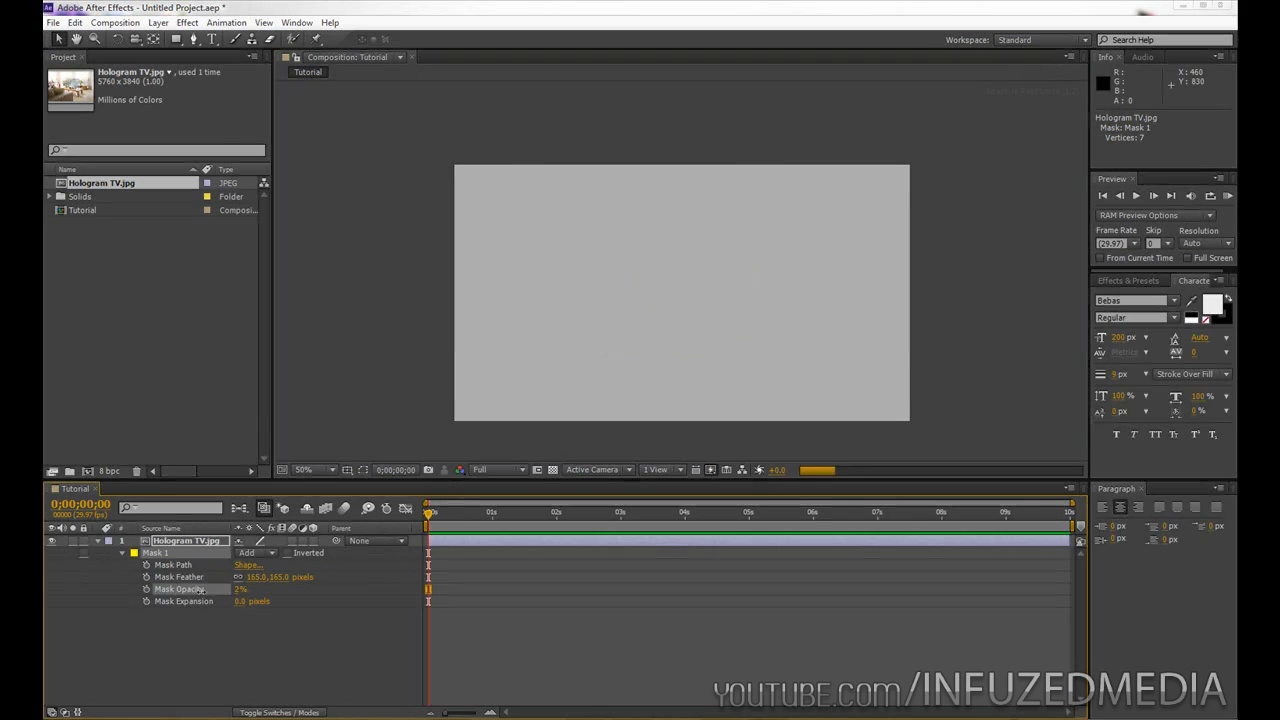 Adobe After Effects - Untitled Project.aep *
File Edit Composition Layer Effect Animation View Window Help
Workspace: Standard
Search Help
Project
Hologram TV.jpg ▾, used 1 time
5760 x 3840 (1.00)
Millions of Colors
Name Type
Hologram TV.jpg JPEG
Solids Folder
Tutorial Composi...
8 bpc
Composition: Tutorial
Tutorial
50% 0;00;00;00 Full Active Camera 1 View +0.0
Info Audio
R : X : 460
G : Y : 830
B :
A : 0
Hologram TV.jpg
Mask: Mask 1
Vertices: 7
Preview
RAM Preview Options
Frame Rate Skip Resolution
(29.97) 0 Auto
From Current Time Full Screen
Effects & Presets Characte
Bebas
Regular
200 px Auto
Metrics 0
9 px Stroke Over Fill
100 % 100 %
0 px 0 %
T T TT Tт T¹ T₁
Paragraph
0 px 0 px 0 px
0 px 0 px
Tutorial
0;00;00;00
00000 (29.97 fps)
01s 02s 03s 04s 05s 06s 07s 08s 09s 10s
# Source Name Parent
1 Hologram TV.jpg None
Mask 1 Add Inverted
Mask Path Shape...
Mask Feather 165.0,165.0 pixels
Mask Opacity 2%
Mask Expansion 0.0 pixels
Toggle Switches / Modes
YOUTUBE.COM/INFUZEDMEDIA